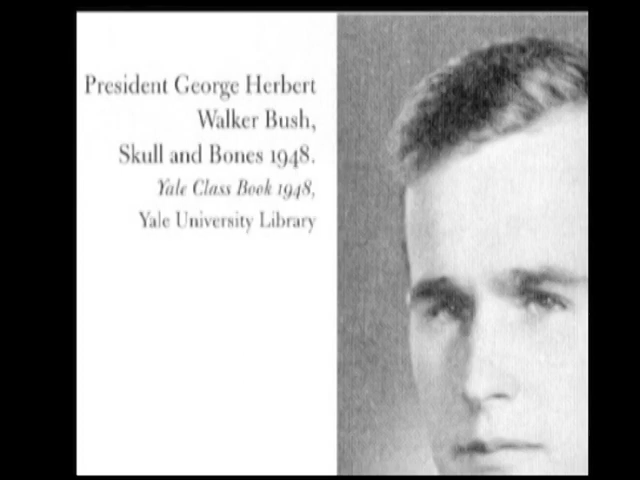 President George Herbert
Walker Bush,
Skull and Bones 1948.
Yale Class Book 1948,
Yale University Library